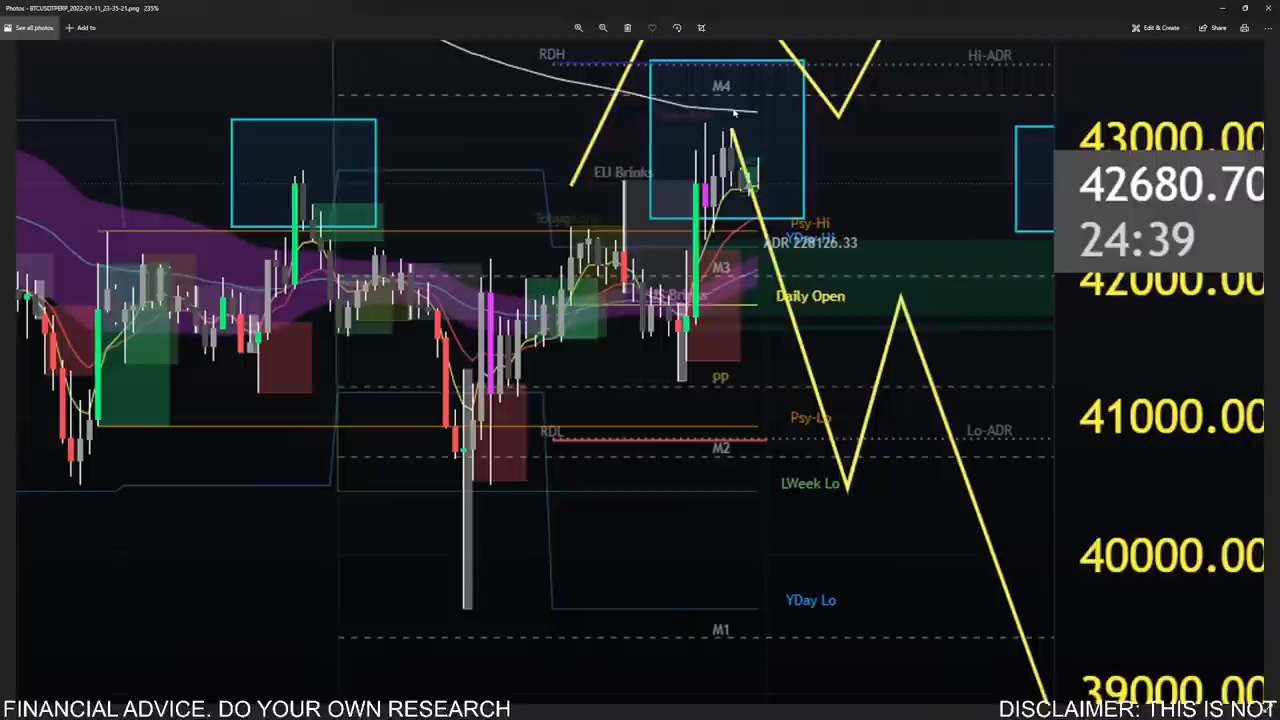 Photos - BTCUSDTPERP_2022-01-11_23-35-21.png 235%
See all photos
Add to
Edit & Create
Share
RDH
Hi-ADR
M4
43000.00
42680.70
24:39
EU Brinks
Psy-Hi
YDay Hi
ADR 228126.33
M3
42000.00
Daily Open
PP
Psy-Lo
41000.00
RDL
Lo-ADR
M2
LWeek Lo
40000.00
YDay Lo
M1
39000.00
FINANCIAL ADVICE. DO YOUR OWN RESEARCH
DISCLAIMER: THIS IS NOT